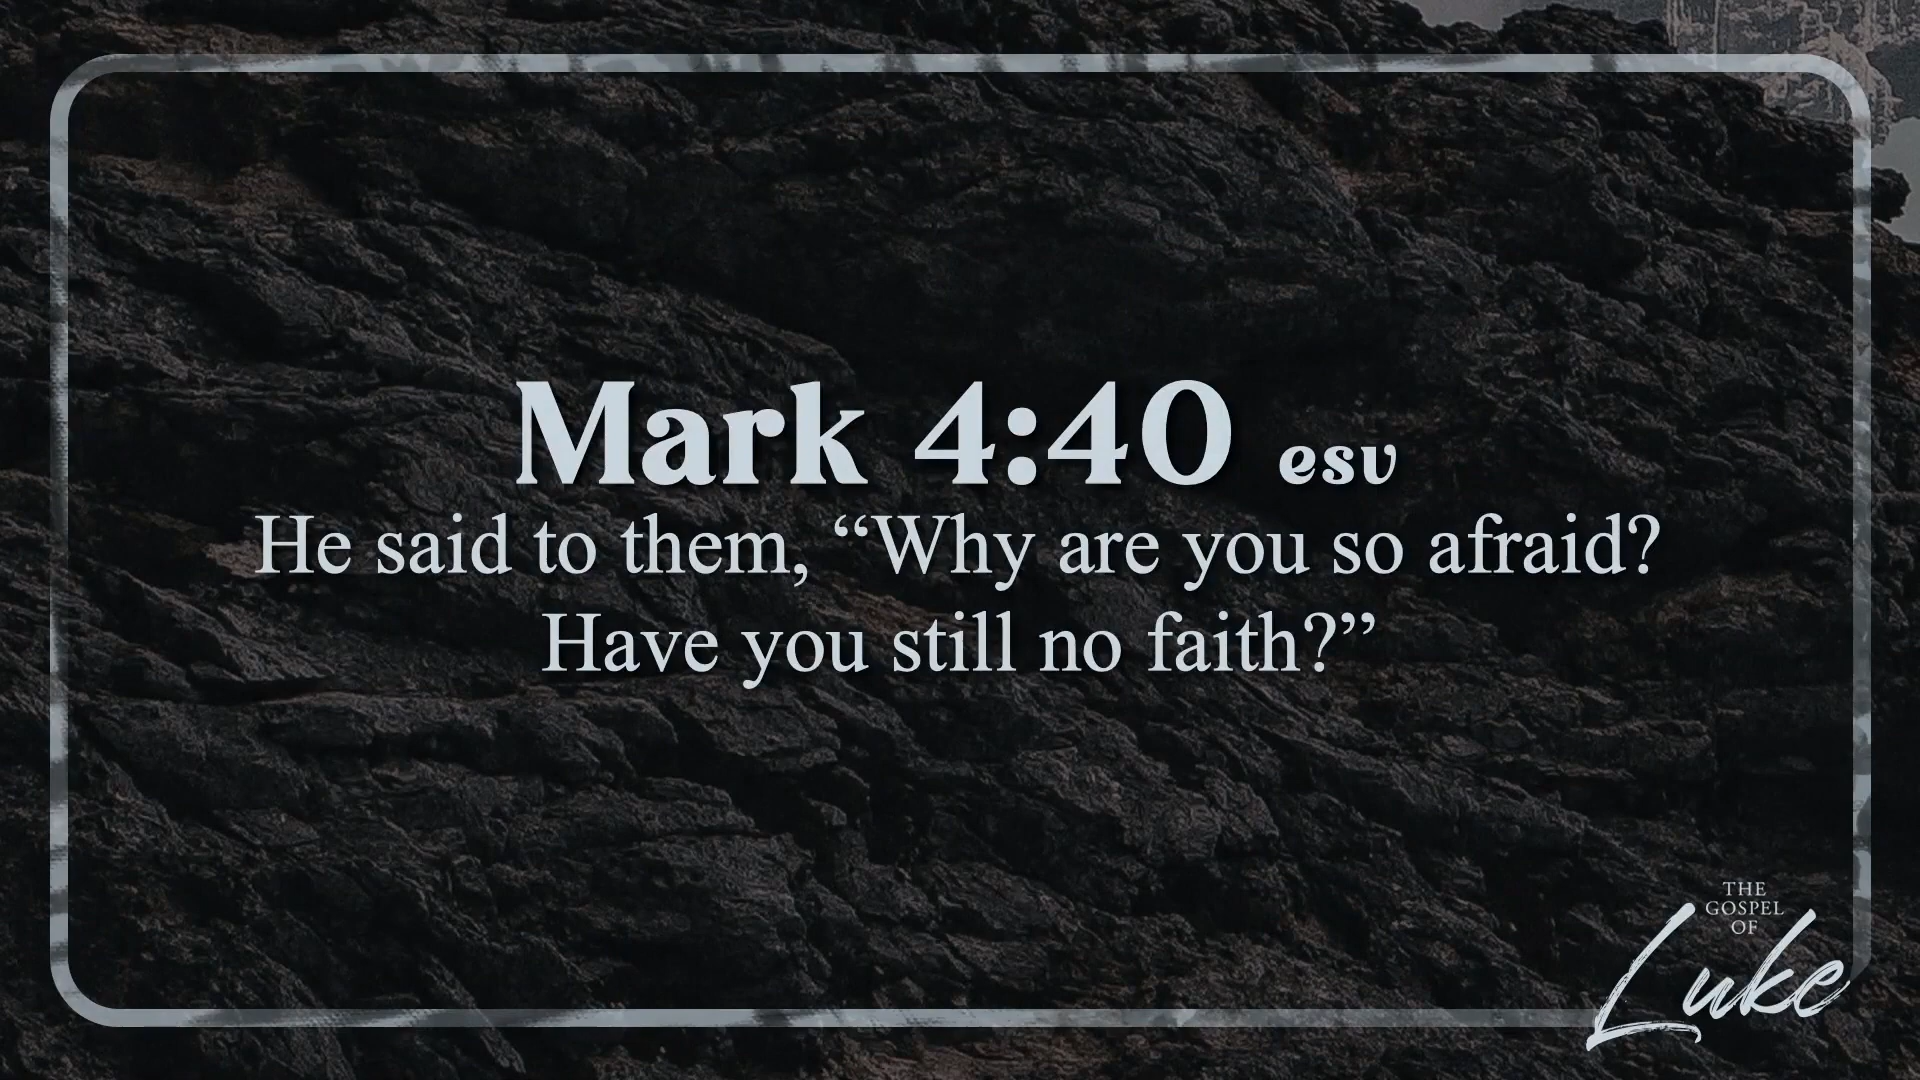 Mark 4:40 esv
He said to them, “Why are you so afraid?
Have you still no faith?”
THE
GOSPEL
OF
Luke